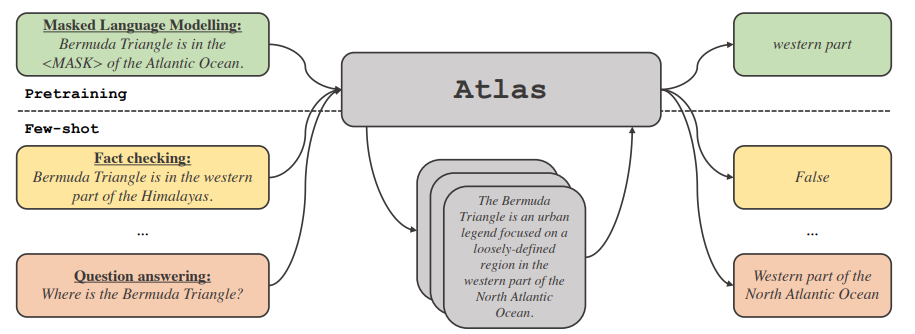 Masked Language Modelling:
Bermuda Triangle is in the
<MASK> of the Atlantic Ocean.
western part
Atlas
Pretraining
Few-shot
Fact checking:
Bermuda Triangle is in the western
part of the Himalayas.
False
...
...
The Bermuda
Triangle is an urban
legend focused on a
loosely-defined
region in the
western part of the
North Atlantic
Ocean.
Question answering:
Where is the Bermuda Triangle?
Western part of the
North Atlantic Ocean